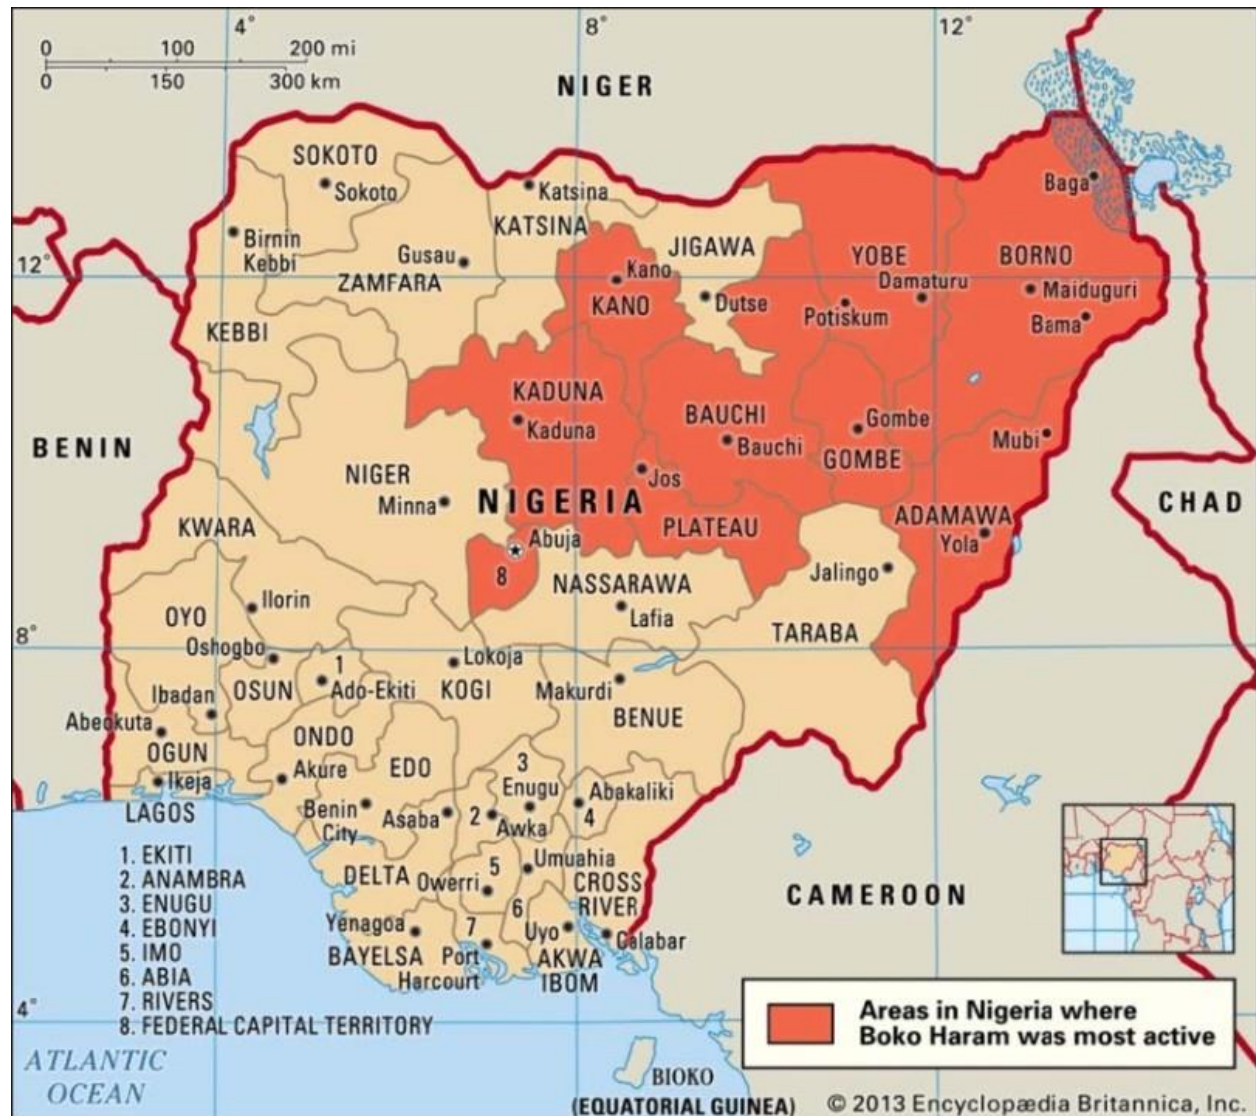 4°
8°
12°
0 100 200 mi
0 150 300 km
NIGER
SOKOTO
Sokoto
Katsina
KATSINA
Baga
Birnin
Kebbi
Gusau
ZAMFARA
JIGAWA
YOBE
BORNO
12°
Kano
KANO
Dutse
Damaturu
Potiskum
Maiduguri
Bama
KEBBI
KADUNA
Kaduna
BAUCHI
Bauchi
Gombe
GOMBE
Mubi
BENIN
NIGER
Minna
NIGERIA
Jos
PLATEAU
ADAMAWA
Yola
CHAD
KWARA
Abuja
8
NASSARAWA
Lafia
Jalingo
TARABA
OYO
Ilorin
8°
Oshogbo
1
Ado-Ekiti
OSUN
Lokoja
KOGI
Makurdi
BENUE
Ibadan
Abeokuta
OGUN
Ikeja
LAGOS
ONDO
Akure
EDO
Benin
City
Asaba
3
Enugu
2
Awka
Abakaliki
4
Umuahia
5
Owerri
DELTA
CROSS
RIVER
6
Yenagoa
BAYELSA
7
Port
Harcourt
Uyo
AKWA
IBOM
Calabar
CAMEROON
1. EKITI
2. ANAMBRA
3. ENUGU
4. EBONYI
5. IMO
6. ABIA
7. RIVERS
8. FEDERAL CAPITAL TERRITORY
4°
ATLANTIC
OCEAN
BIOKO
(EQUATORIAL GUINEA)
Areas in Nigeria where
Boko Haram was most active
© 2013 Encyclopædia Britannica, Inc.